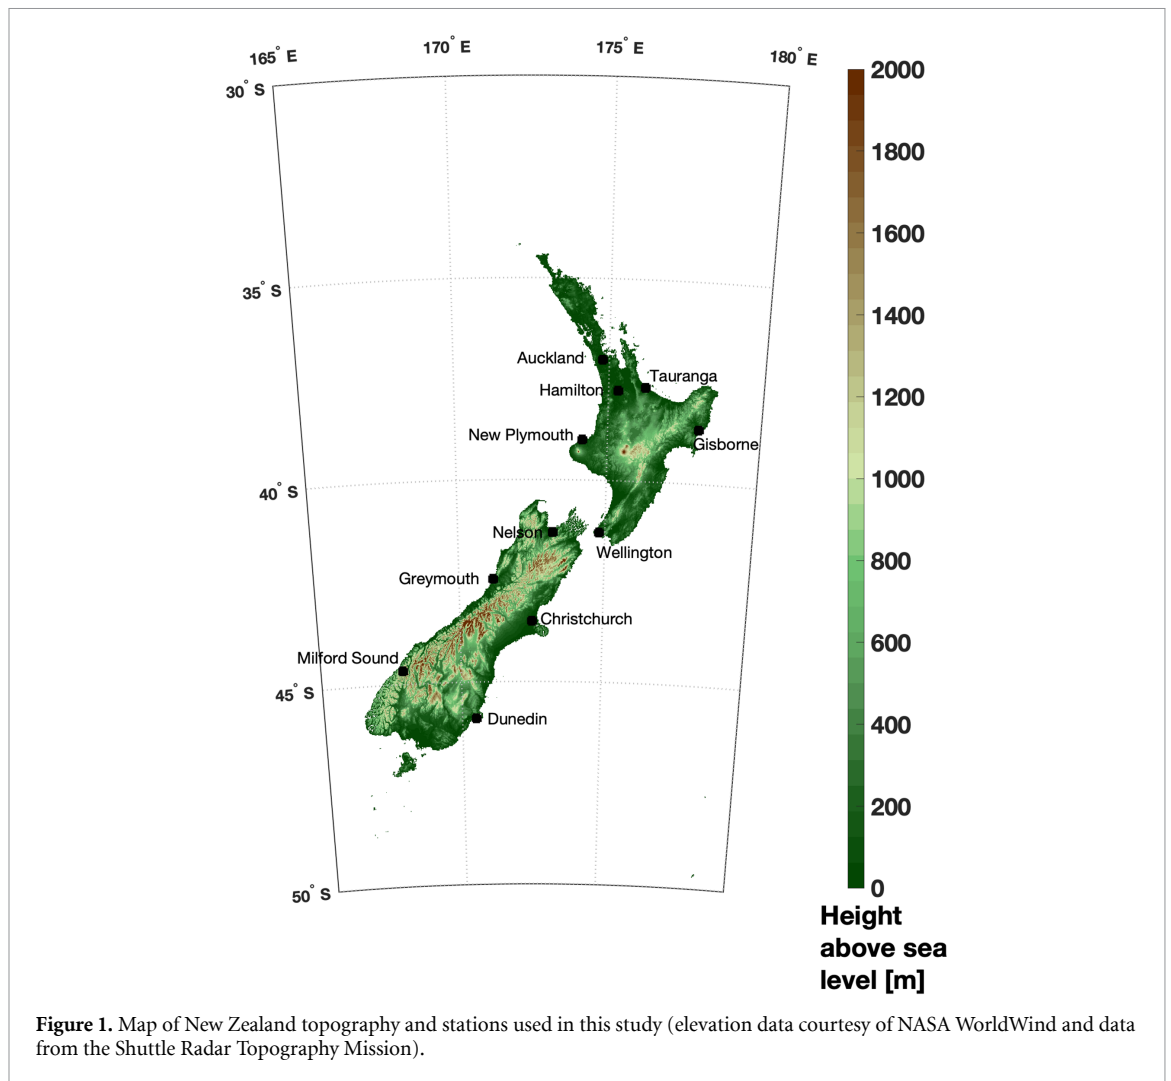 165° E
170° E
175° E
180° E
30° S
35° S
40° S
45° S
50° S
Auckland
Hamilton
Tauranga
New Plymouth
Gisborne
Nelson
Wellington
Greymouth
Christchurch
Milford Sound
Dunedin
2000
1800
1600
1400
1200
1000
800
600
400
200
0
Height
above sea
level [m]
Figure 1. Map of New Zealand topography and stations used in this study (elevation data courtesy of NASA WorldWind and data
from the Shuttle Radar Topography Mission).